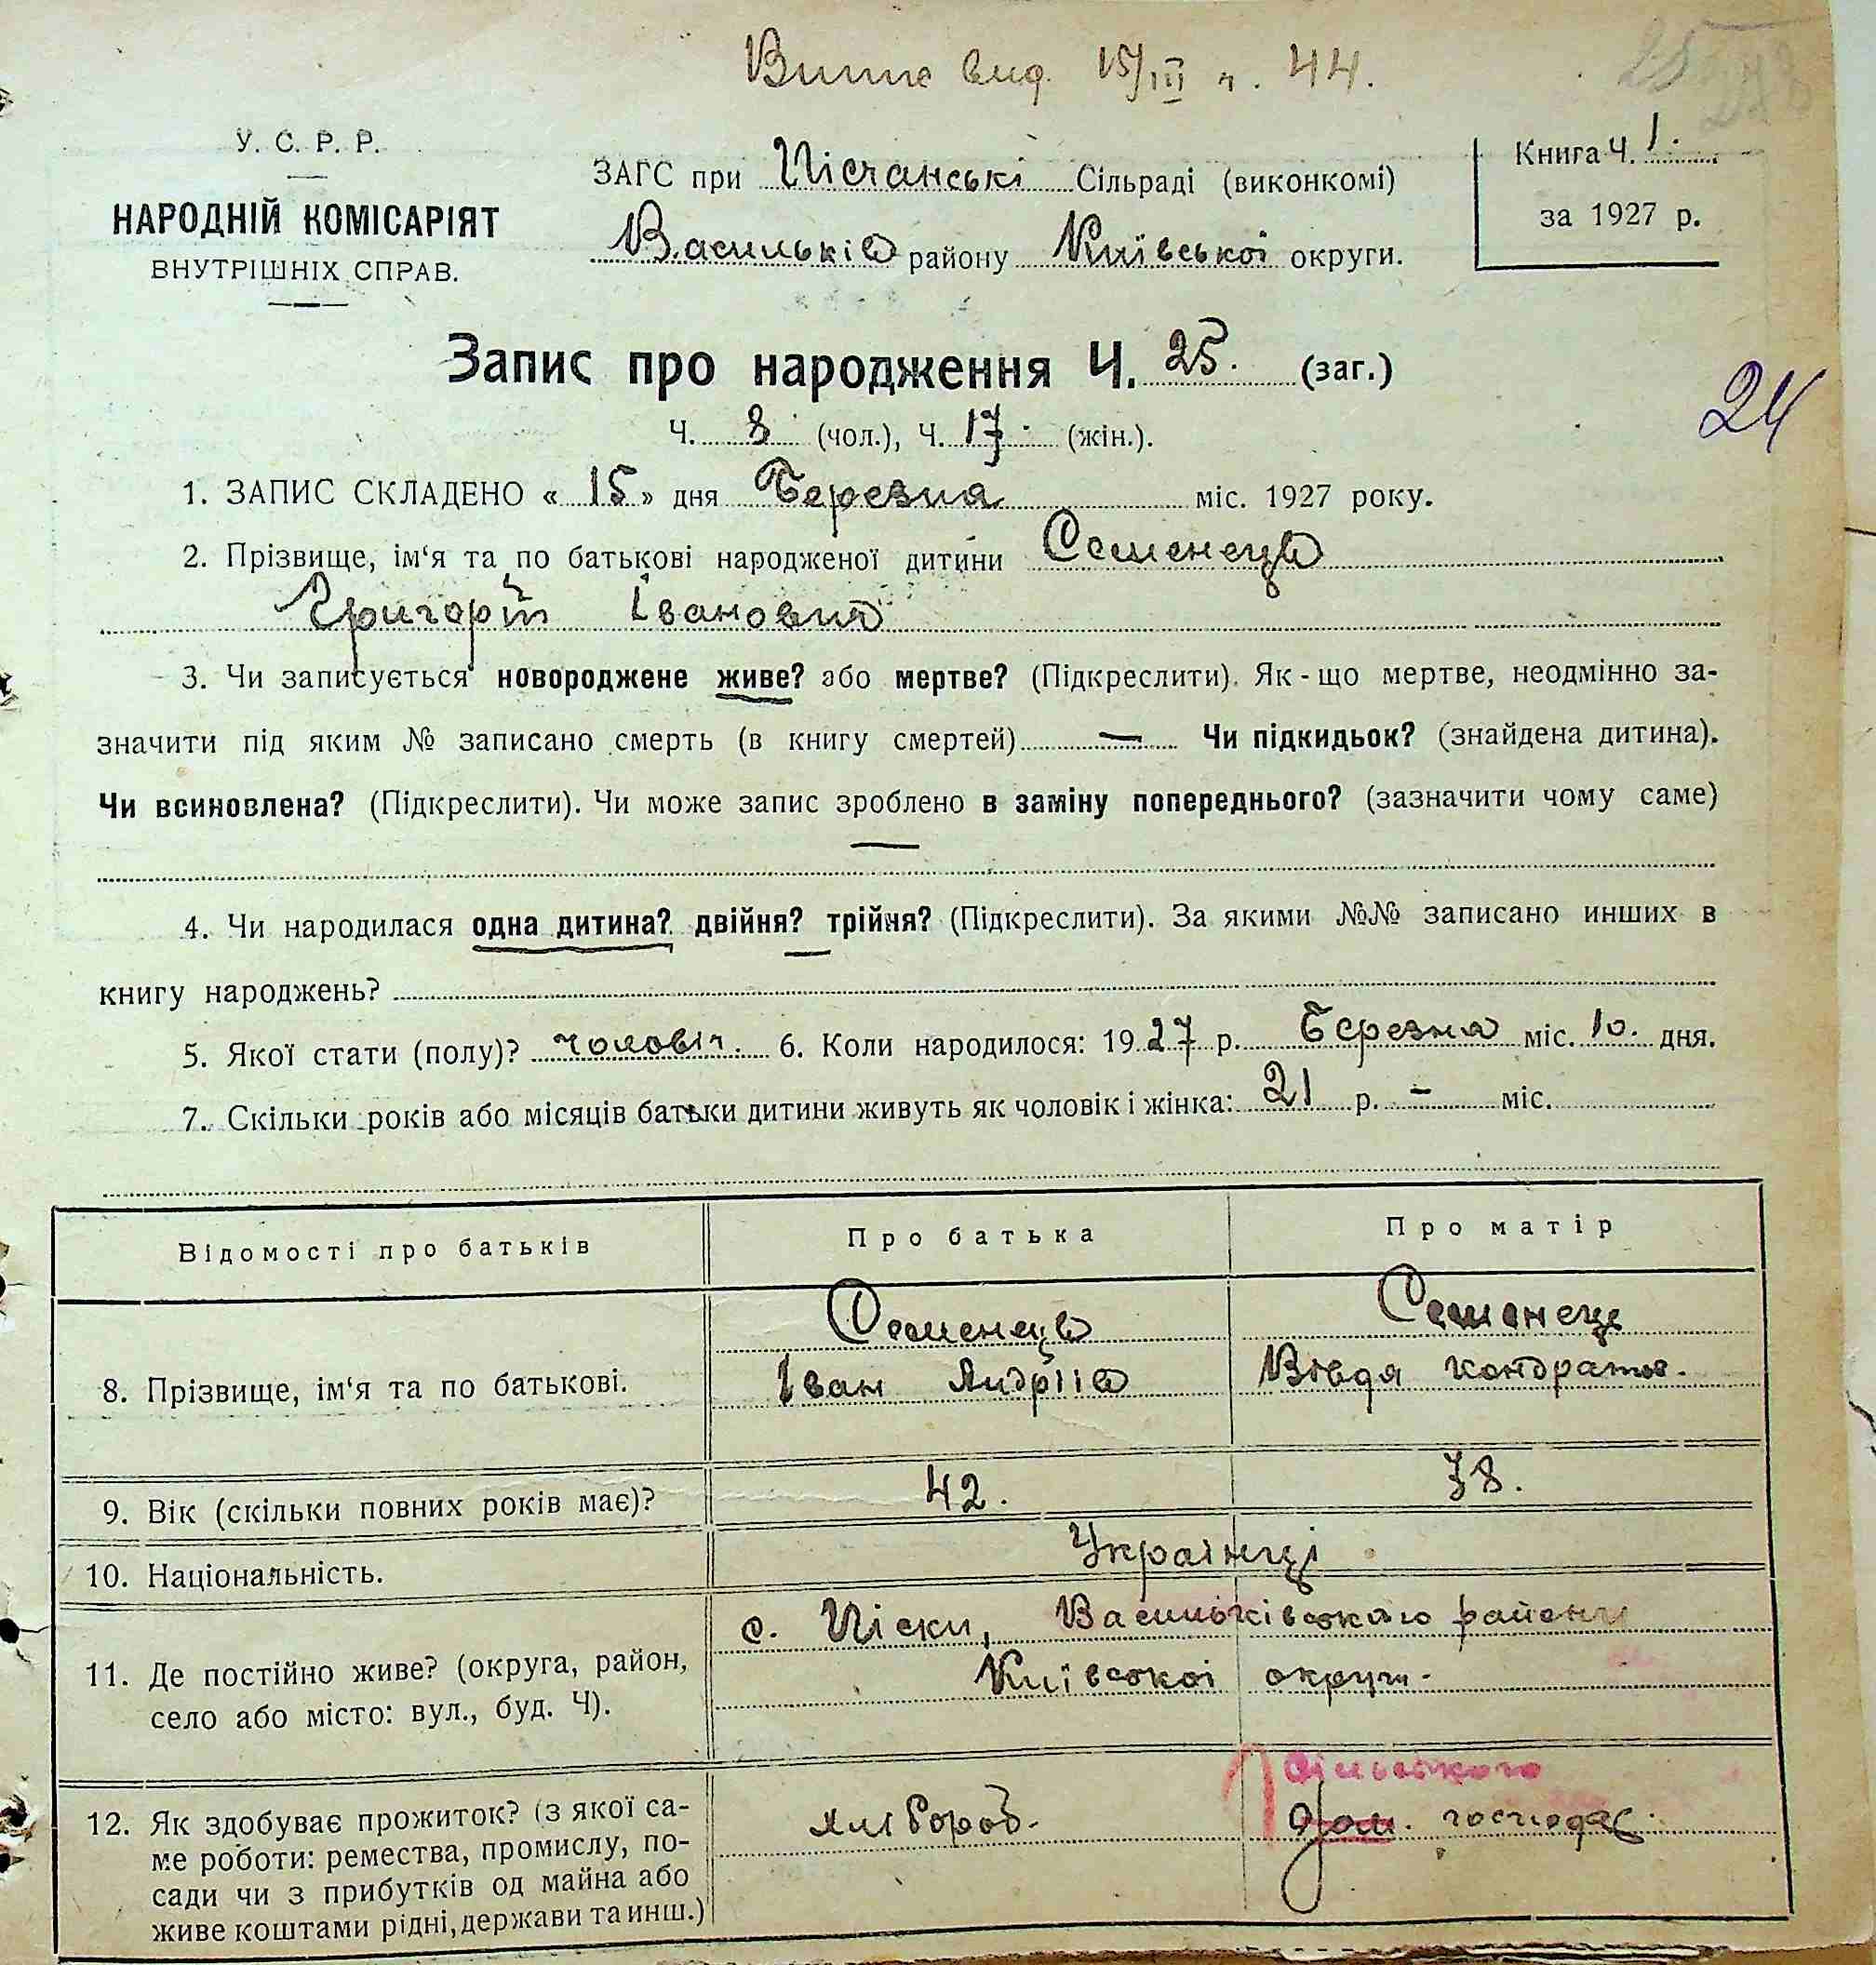 вид. 15/III 44.
25
У. С. Р. Р.
НАРОДНІЙ КОМІСАРІЯТ
ВНУТРІШНІХ СПРАВ.
ЗАГС при Пісчанські Сільраді (виконкомі)
Васильків району Київської округи.
Книга Ч. 1.
за 1927 р.
Запис про народження Ч. 25. (заг.)
24
Ч. 8 (чол.), Ч. 17. (жін.).
1. ЗАПИС СКЛАДЕНО « 15 » дня Березня міс. 1927 року.
2. Прізвище, ім‘я та по батькові народженої дитини Семенець
Григорій Іванович
3. Чи записується новороджене живе? або мертве? (Підкреслити). Як - що мертве, неодмінно за-
значити під яким № записано смерть (в книгу смертей) — Чи підкидьок? (знайдена дитина).
Чи всиновлена? (Підкреслити). Чи може запис зроблено в заміну попереднього? (зазначити чому саме)
—
4. Чи народилася одна дитина? двійня? трійня? (Підкреслити). За якими №№ записано инших в
книгу народжень?
5. Якої стати (полу)? чоловіч. 6. Коли народилося: 1927 р. Березня міс. 10. дня.
7. Скільки років або місяців батьки дитини живуть як чоловік і жінка: 21 р. - міс.
Відомості про батьків Про батька Про матір
8. Прізвище, ім‘я та по батькові. Семенець Семенець
Іван Андріїв Вівдя Кондратов.
9. Вік (скільки повних років має)? 42. 38.
10. Національність. Українці
11. Де постійно живе? (округа, район,
село або місто: вул., буд. Ч).
с. Піски, Васильківського району
Київської округи.
12. Як здобуває прожиток? (з якої са-
ме роботи: ремества, промислу, по-
сади чи з прибутків од майна або
живе коштами рідні, держави та инш.)
хлібороб.
сільського
дом. господар.